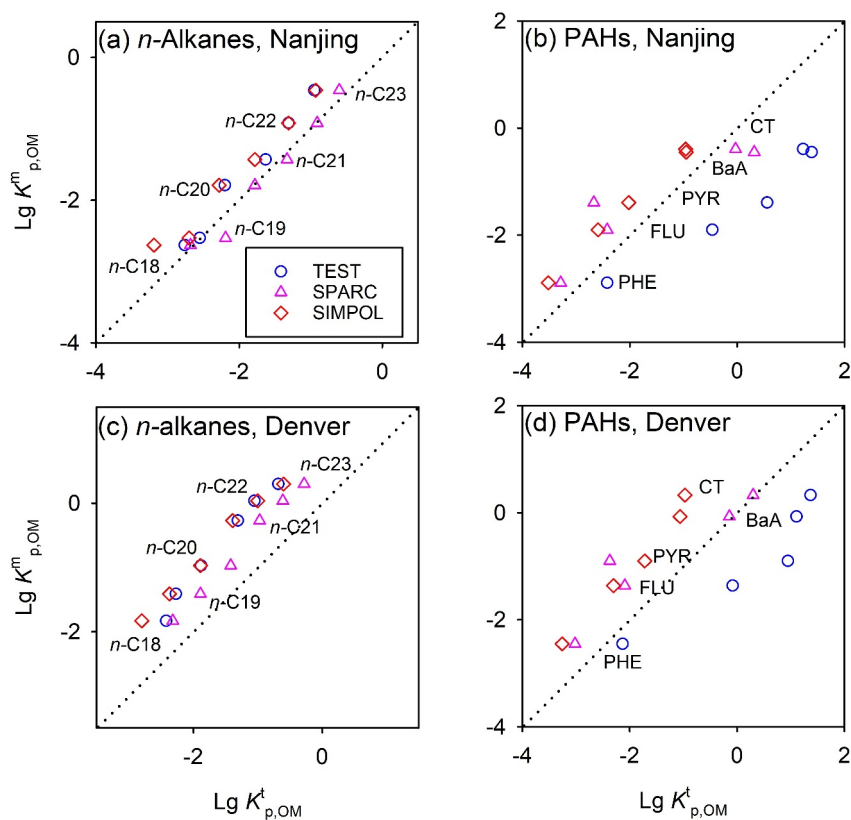 (a) n-Alkanes, Nanjing
0
-2
-4
Lg K^m_p,OM
n-C23
n-C22
n-C21
n-C20
n-C19
n-C18
TEST
SPARC
SIMPOL
-4
-2
0
(b) PAHs, Nanjing
2
0
-2
-4
CT
BaA
PYR
FLU
PHE
-4
-2
0
2
(c) n-alkanes, Denver
0
-2
Lg K^m_p,OM
n-C23
n-C22
n-C21
n-C20
n-C19
n-C18
-2
0
Lg K^t_p,OM
(d) PAHs, Denver
2
0
-2
-4
CT
BaA
PYR
FLU
PHE
-4
-2
0
2
Lg K^t_p,OM